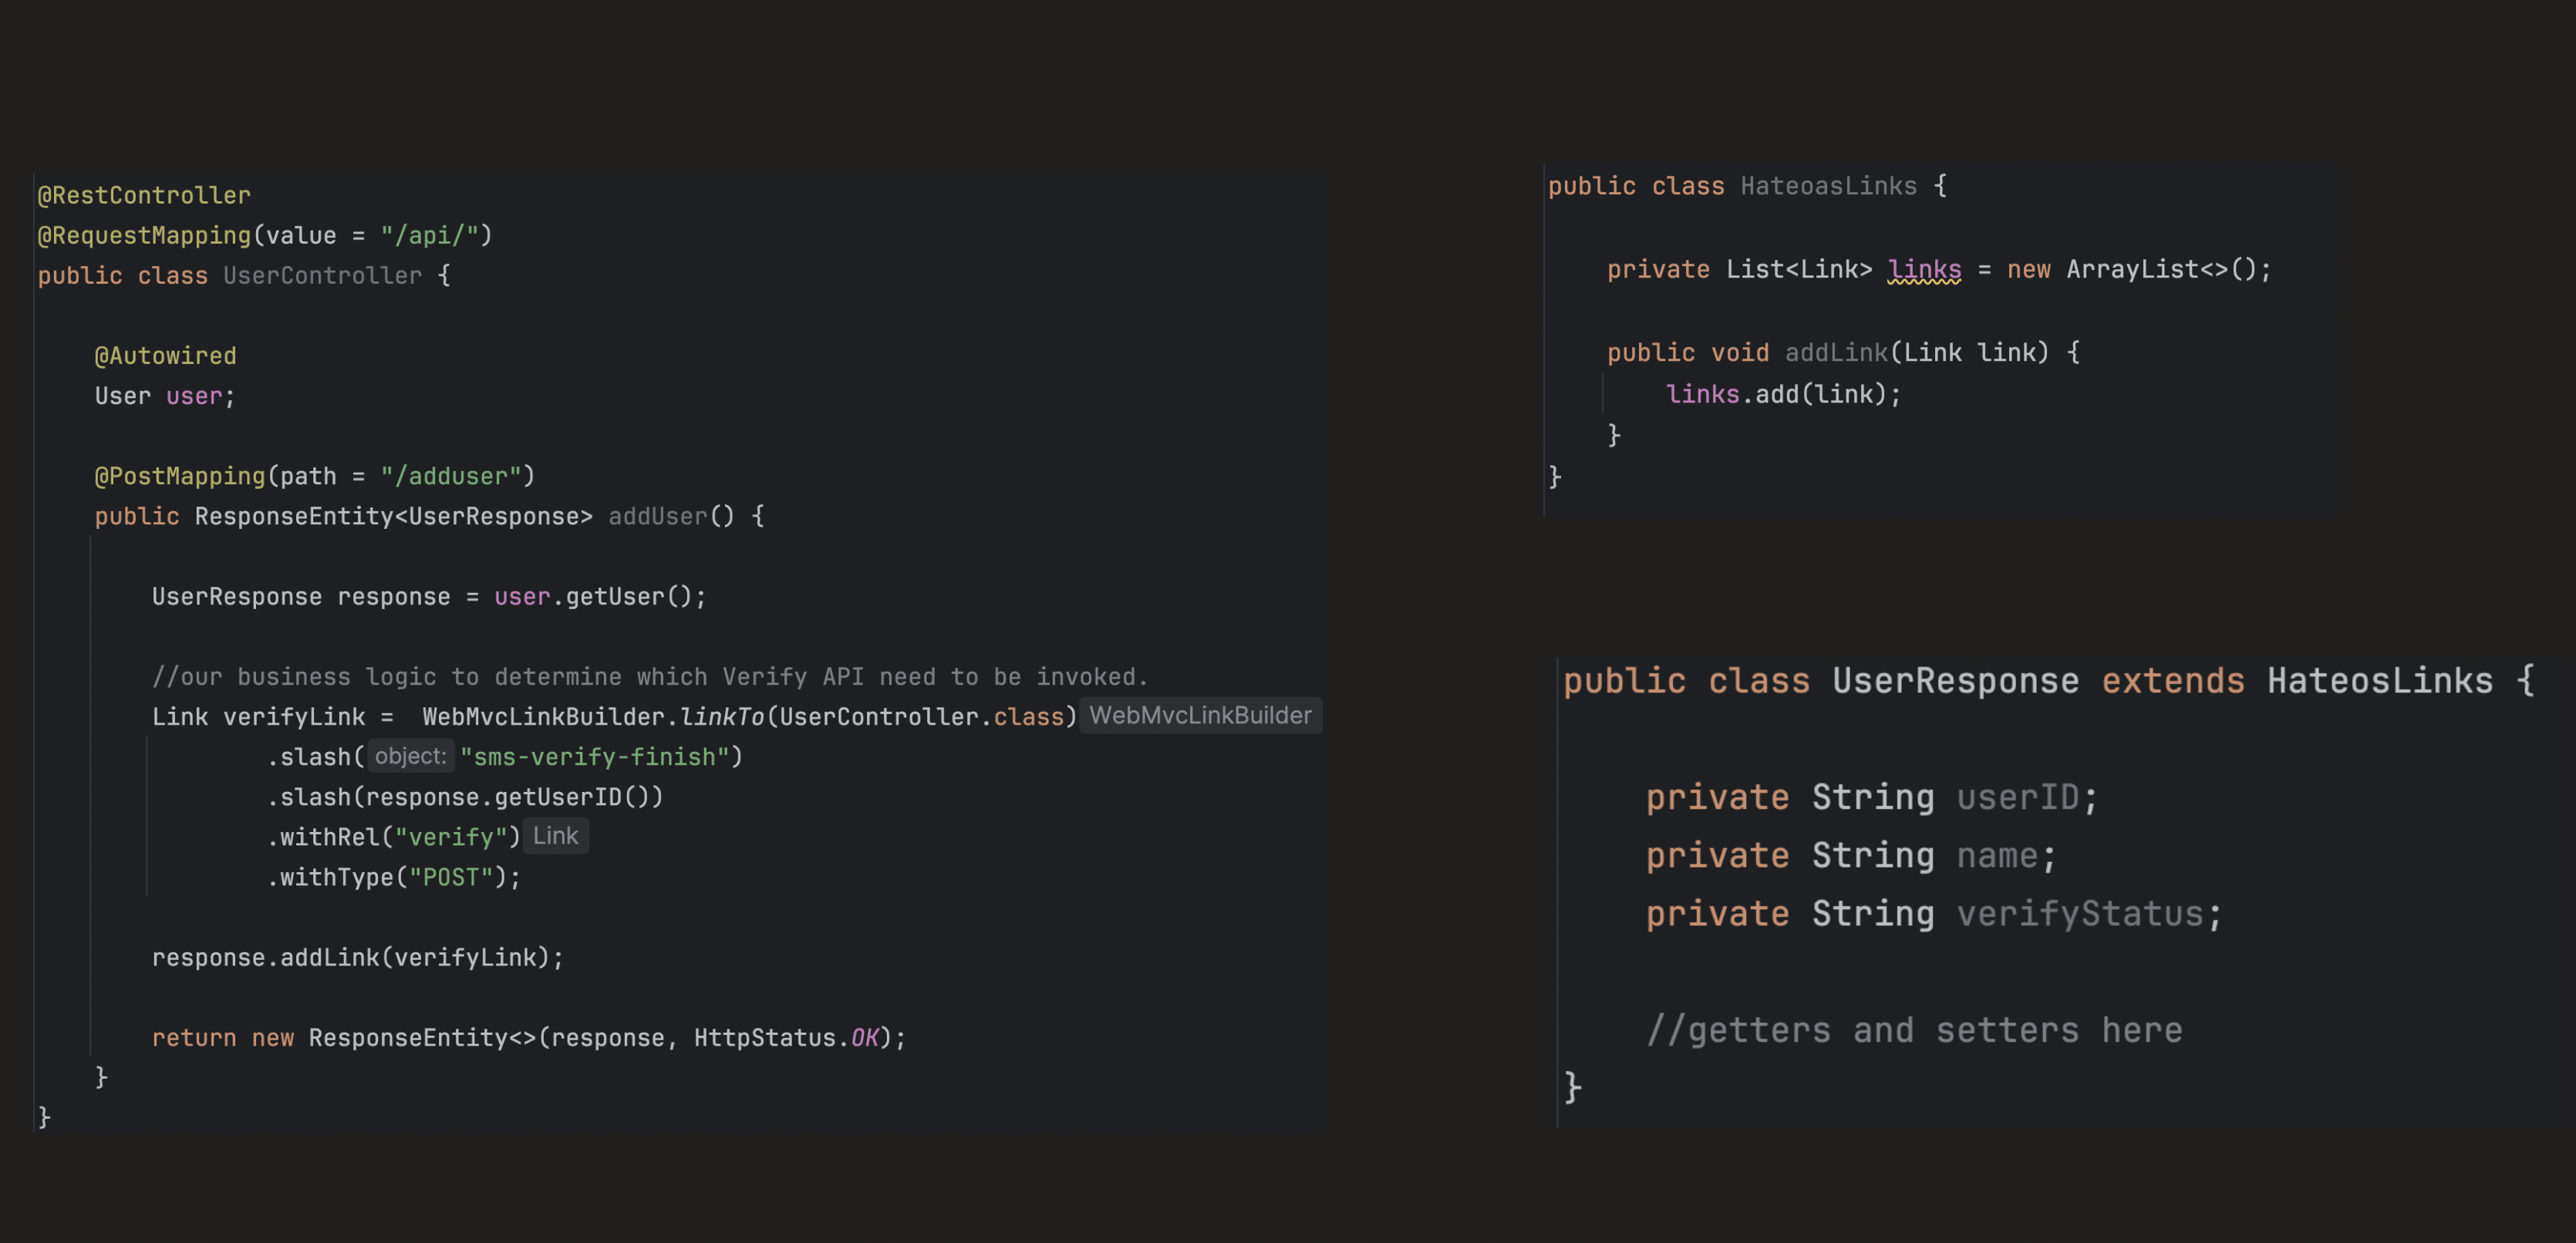 @RestController
@RequestMapping(value = "/api/")
public class UserController {
@Autowired
User user;
@PostMapping(path = "/adduser")
public ResponseEntity<UserResponse> addUser() {
UserResponse response = user.getUser();
//our business logic to determine which Verify API need to be invoked.
Link verifyLink =  WebMvcLinkBuilder.linkTo(UserController.class) WebMvcLinkBuilder
.slash( object: "sms-verify-finish")
.slash(response.getUserID())
.withRel("verify") Link
.withType("POST");
response.addLink(verifyLink);
return new ResponseEntity<>(response, HttpStatus.OK);
}
}
public class HateoasLinks {
private List<Link> links = new ArrayList<>();
public void addLink(Link link) {
links.add(link);
}
}
public class UserResponse extends HateosLinks {
private String userID;
private String name;
private String verifyStatus;
//getters and setters here
}